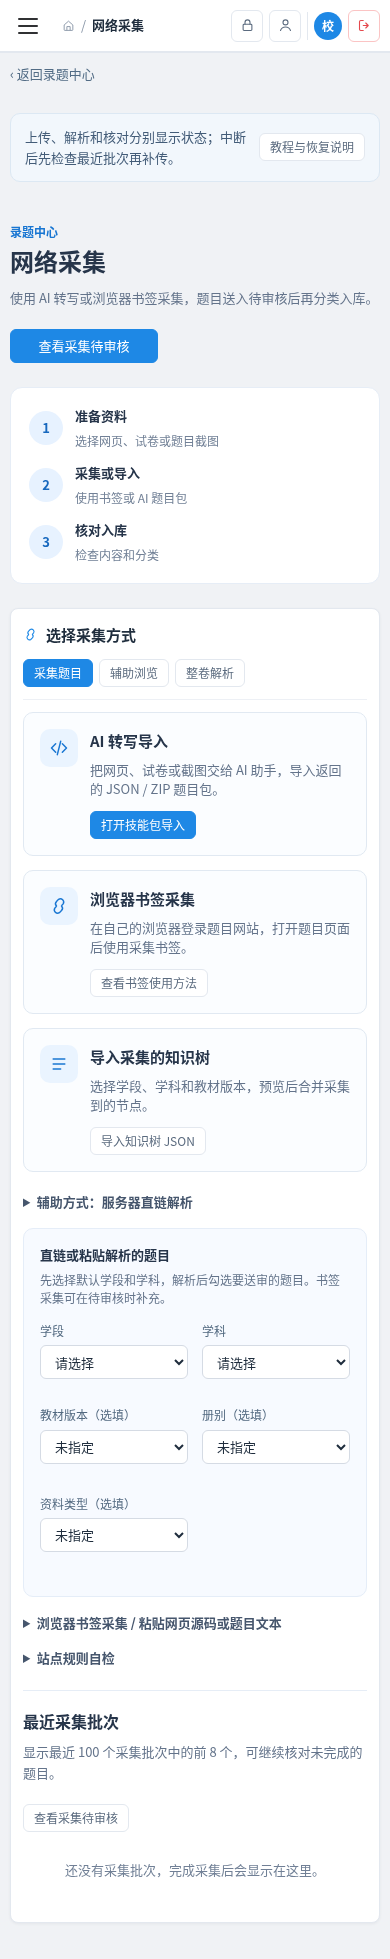 / 网络采集
校
‹ 返回录题中心
上传、解析和核对分别显示状态；中断
后先检查最近批次再补传。
教程与恢复说明
录题中心
网络采集
使用 AI 转写或浏览器书签采集，题目送入待审核后再分类入库。
查看采集待审核
1
准备资料
选择网页、试卷或题目截图
2
采集或导入
使用书签或 AI 题目包
3
核对入库
检查内容和分类
选择采集方式
采集题目
辅助浏览
整卷解析
AI 转写导入
把网页、试卷或截图交给 AI 助手，导入返回
的 JSON / ZIP 题目包。
打开技能包导入
浏览器书签采集
在自己的浏览器登录题目网站，打开题目页面
后使用采集书签。
查看书签使用方法
导入采集的知识树
选择学段、学科和教材版本，预览后合并采集
到的节点。
导入知识树 JSON
辅助方式：服务器直链解析
直链或粘贴解析的题目
先选择默认学段和学科，解析后勾选要送审的题目。书签
采集可在待审核时补充。
学段
学科
请选择
请选择
教材版本（选填）
册别（选填）
未指定
未指定
资料类型（选填）
未指定
浏览器书签采集 / 粘贴网页源码或题目文本
站点规则自检
最近采集批次
显示最近 100 个采集批次中的前 8 个，可继续核对未完成的
题目。
查看采集待审核
还没有采集批次，完成采集后会显示在这里。